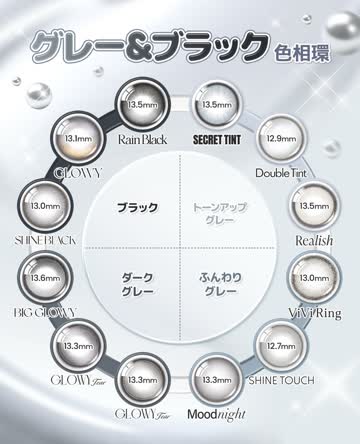 グレー&ブラック 色相環
13.5mm
Rain Black
13.5mm
SECRET TINT
13.1mm
GLOWY
12.9mm
Double Tint
13.0mm
SHINE BLACK
ブラック
トーンアップ
グレー
13.5mm
Realish
13.6mm
BIG GLOWY
ダーク
グレー
ふんわり
グレー
13.0mm
ViVi Ring
13.3mm
GLOWY Tear
12.7mm
SHINE TOUCH
13.3mm
GLOWY Tear
13.3mm
Moodnight